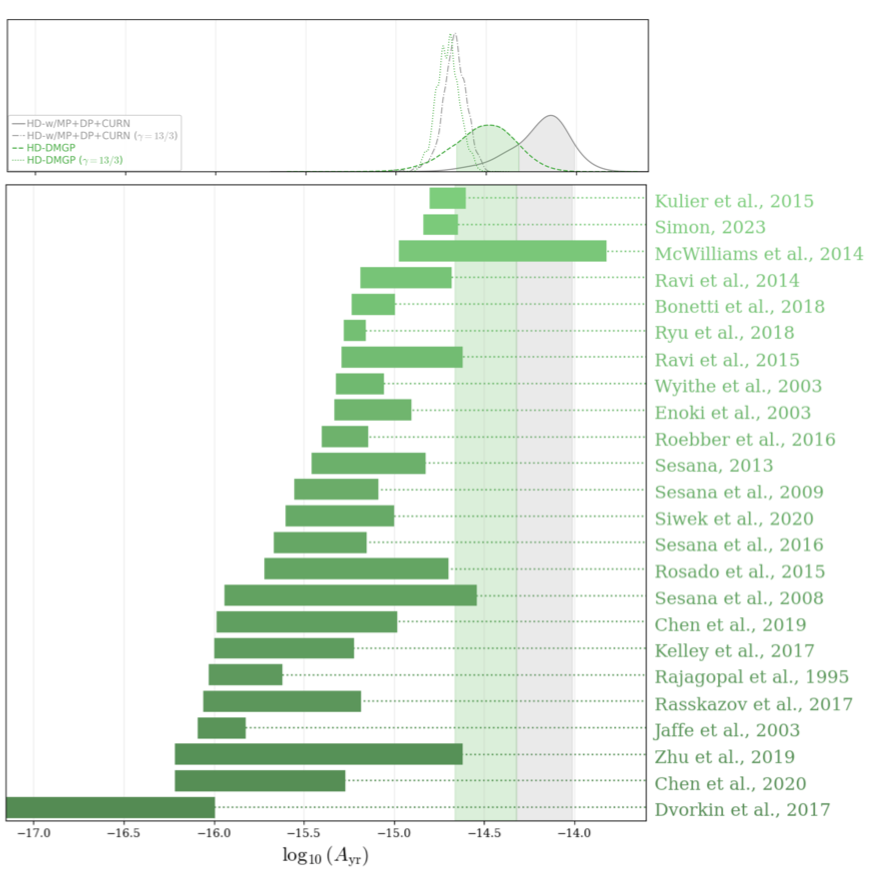 HD-w/MP+DP+CURN
HD-w/MP+DP+CURN (γ = 13/3)
HD-DMGP
HD-DMGP (γ = 13/3)
Kulier et al., 2015
Simon, 2023
McWilliams et al., 2014
Ravi et al., 2014
Bonetti et al., 2018
Ryu et al., 2018
Ravi et al., 2015
Wyithe et al., 2003
Enoki et al., 2003
Roebber et al., 2016
Sesana, 2013
Sesana et al., 2009
Siwek et al., 2020
Sesana et al., 2016
Rosado et al., 2015
Sesana et al., 2008
Chen et al., 2019
Kelley et al., 2017
Rajagopal et al., 1995
Rasskazov et al., 2017
Jaffe et al., 2003
Zhu et al., 2019
Chen et al., 2020
Dvorkin et al., 2017
−17.0 −16.5 −16.0 −15.5 −15.0 −14.5 −14.0
log₁₀ (A_yr)